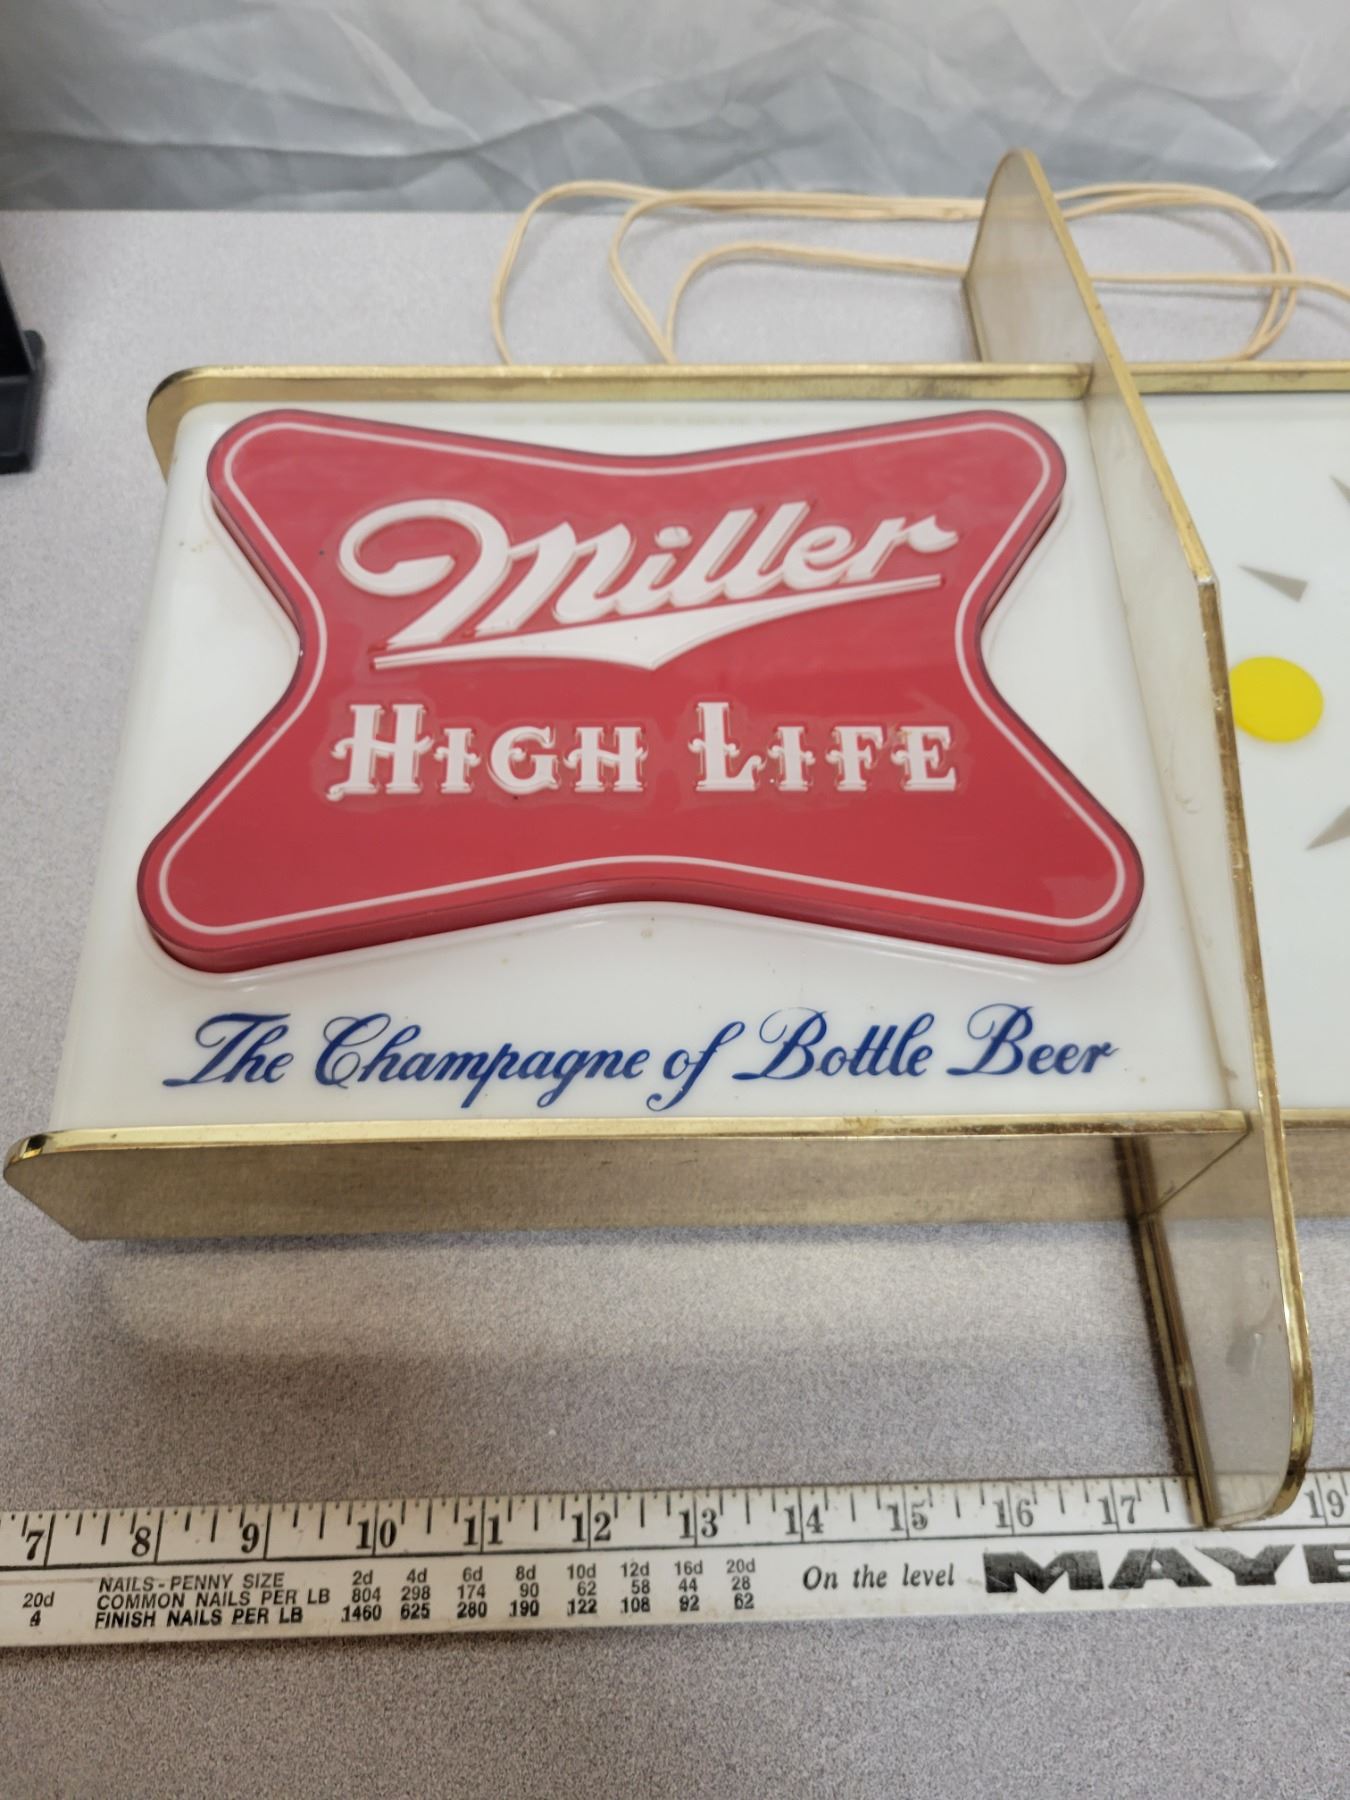 Miller
HIGH LIFE
The Champagne of Bottle Beer
7 8 9 10 11 12 13 14 15 16 17 19
NAILS - PENNY SIZE 2d 4d 6d 8d 10d 12d 16d 20d
20d COMMON NAILS PER LB 804 298 174 90 62 58 44 28
4 FINISH NAILS PER LB 1460 625 280 190 122 108 92 62
On the level MAYE